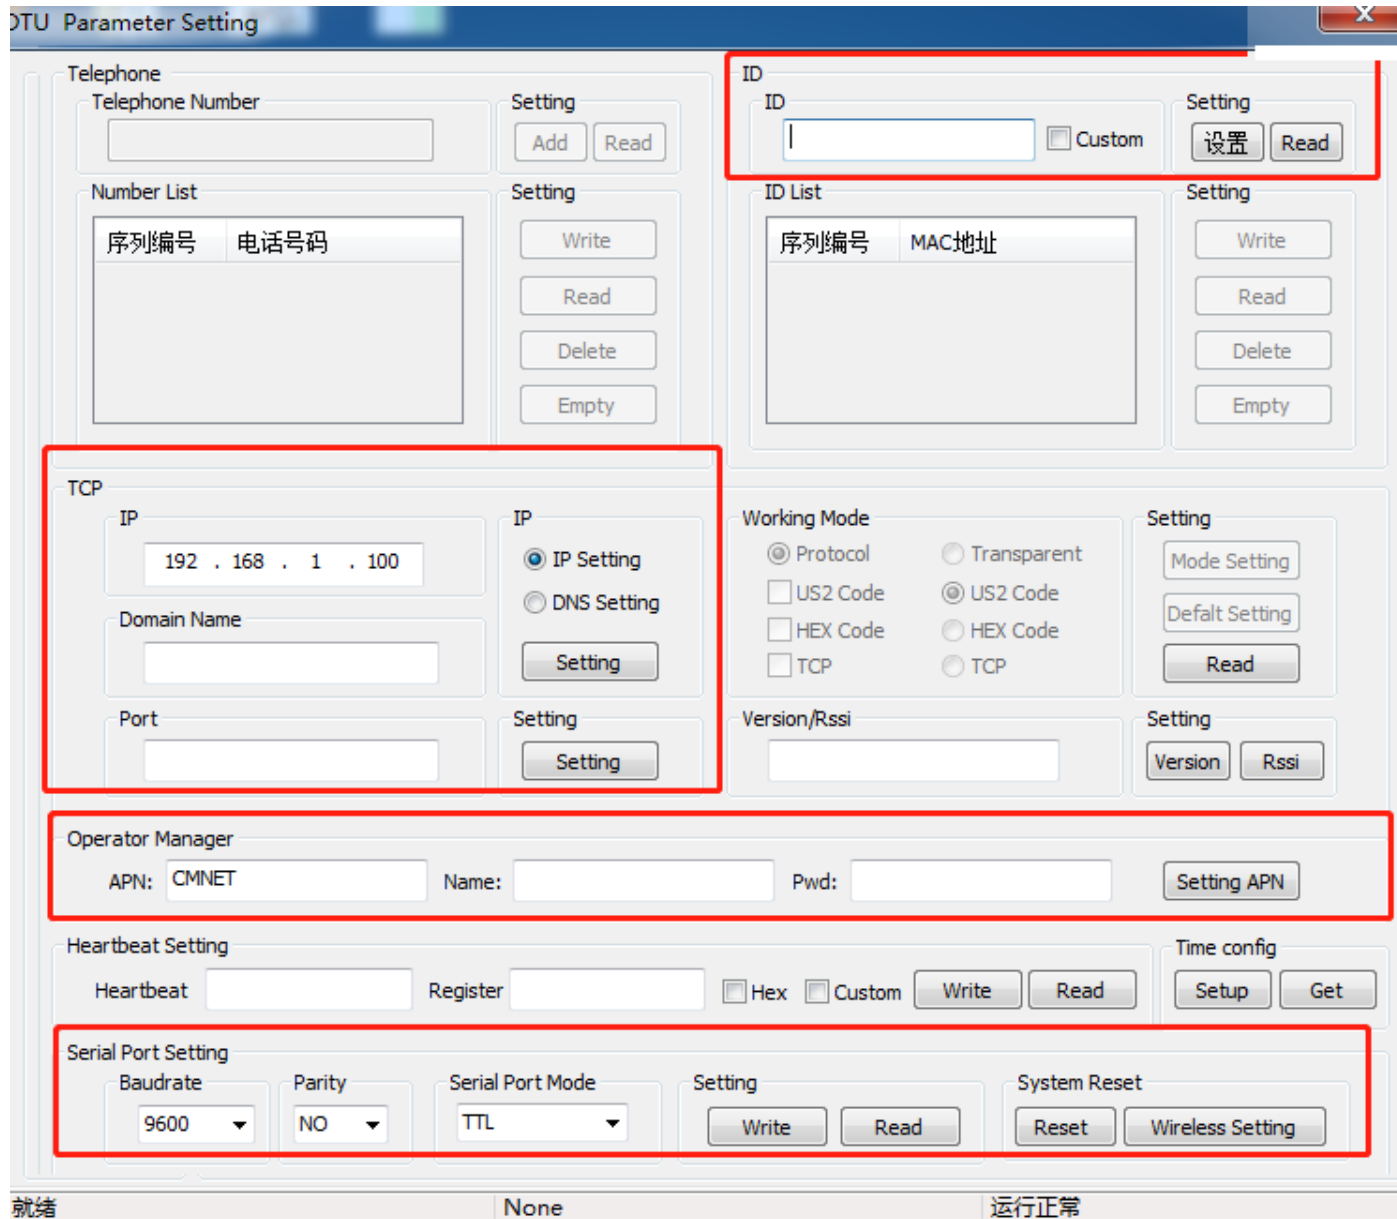 DTU Parameter Setting
Telephone
Telephone Number
Setting
Add
Read
Number List
Setting
序列编号
电话号码
Write
Read
Delete
Empty
ID
ID
Custom
Setting
设置
Read
ID List
Setting
序列编号
MAC地址
Write
Read
Delete
Empty
TCP
IP
192 . 168 . 1 . 100
IP
IP Setting
DNS Setting
Domain Name
Setting
Port
Setting
Setting
Working Mode
Protocol
Transparent
US2 Code
US2 Code
HEX Code
HEX Code
TCP
TCP
Setting
Mode Setting
Defalt Setting
Read
Version/Rssi
Setting
Version
Rssi
Operator Manager
APN: CMNET
Name:
Pwd:
Setting APN
Heartbeat Setting
Heartbeat
Register
Hex
Custom
Write
Read
Time config
Setup
Get
Serial Port Setting
Baudrate
9600
Parity
NO
Serial Port Mode
TTL
Setting
Write
Read
System Reset
Reset
Wireless Setting
就绪
None
运行正常